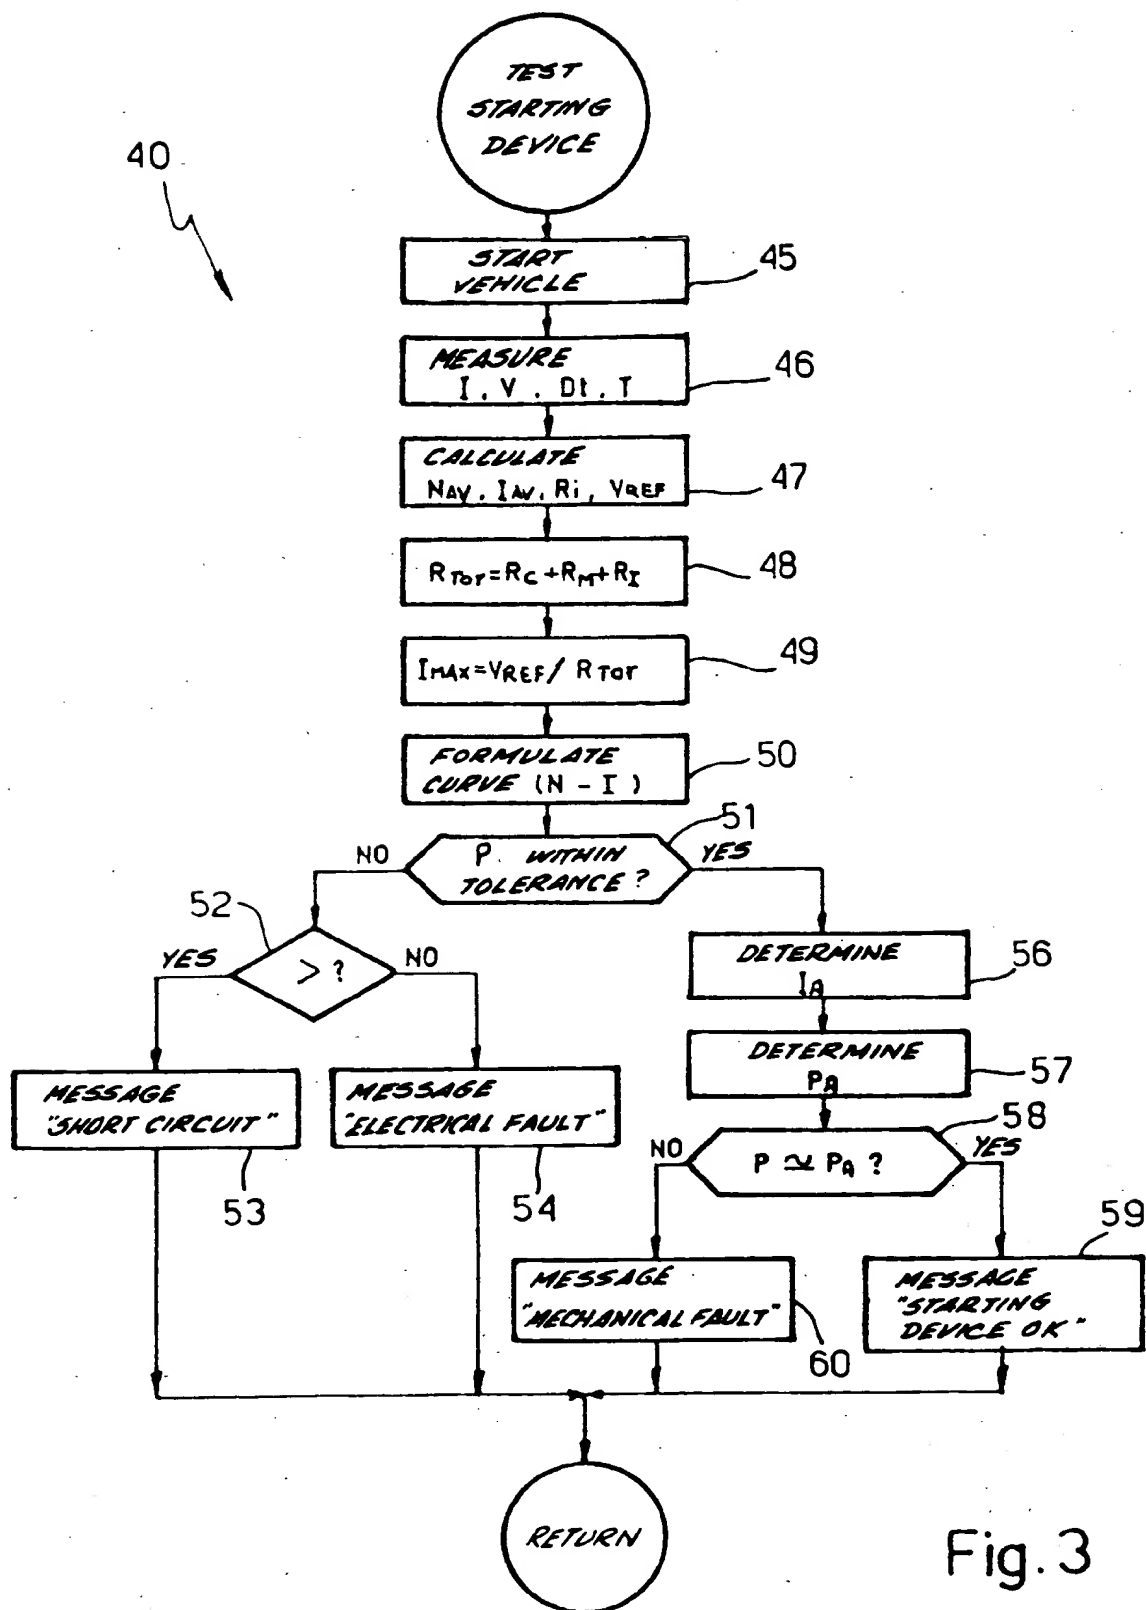 TEST
STARTING
DEVICE
40
START
VEHICLE
45
MEASURE
I, V, Dt, T
46
CALCULATE
NAV, IAV, Ri, VREF
47
RTOT=RC+RM+RI
48
IMAX=VREF/ RTOT
49
FORMULATE
CURVE (N-I)
50
51
NO
P. WITHIN
TOLERANCE?
YES
52
YES
> ?
NO
DETERMINE
IA
56
DETERMINE
PA
57
MESSAGE
"SHORT CIRCUIT"
53
MESSAGE
"ELECTRICAL FAULT"
54
58
NO
P ≃ PA ?
YES
59
MESSAGE
"MECHANICAL FAULT"
60
MESSAGE
"STARTING
DEVICE OK"
RETURN
Fig. 3